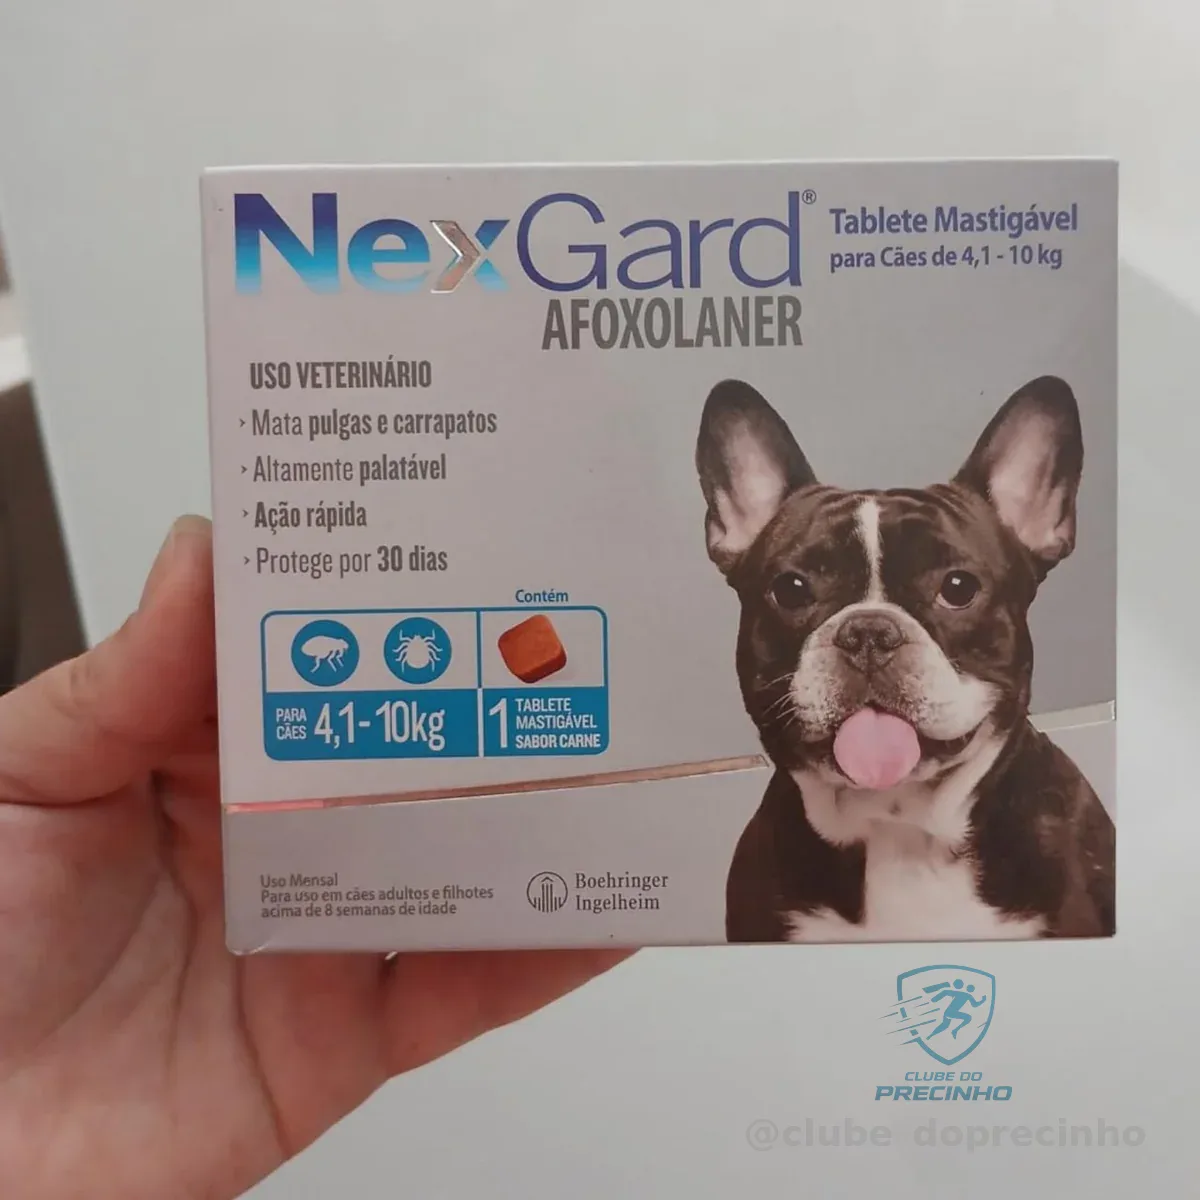 NexGard®
AFOXOLANER
Tablete Mastigável
para Cães de 4,1 - 10 kg
USO VETERINÁRIO
› Mata pulgas e carrapatos
› Altamente palatável
› Ação rápida
› Protege por 30 dias
Contém
PARA
CÃES 4,1-10kg
1 TABLETE
MASTIGÁVEL
SABOR CARNE
Uso Mensal
Para uso em cães adultos e filhotes
acima de 8 semanas de idade
Boehringer
Ingelheim
CLUBE DO
PRECINHO
@clube_doprecinho